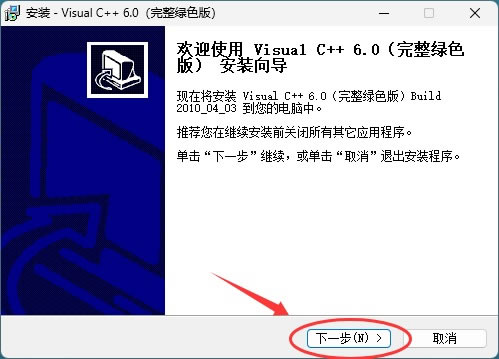 安装 - Visual C++ 6.0（完整绿色版）
欢迎使用 Visual C++ 6.0（完整绿色
版） 安装向导
现在将安装 Visual C++ 6.0（完整绿色版）Build
2010_04_03 到您的电脑中。
推荐您在继续安装前关闭所有其它应用程序。
单击“下一步”继续，或单击“取消”退出安装程序。
下一步(N) >
取消